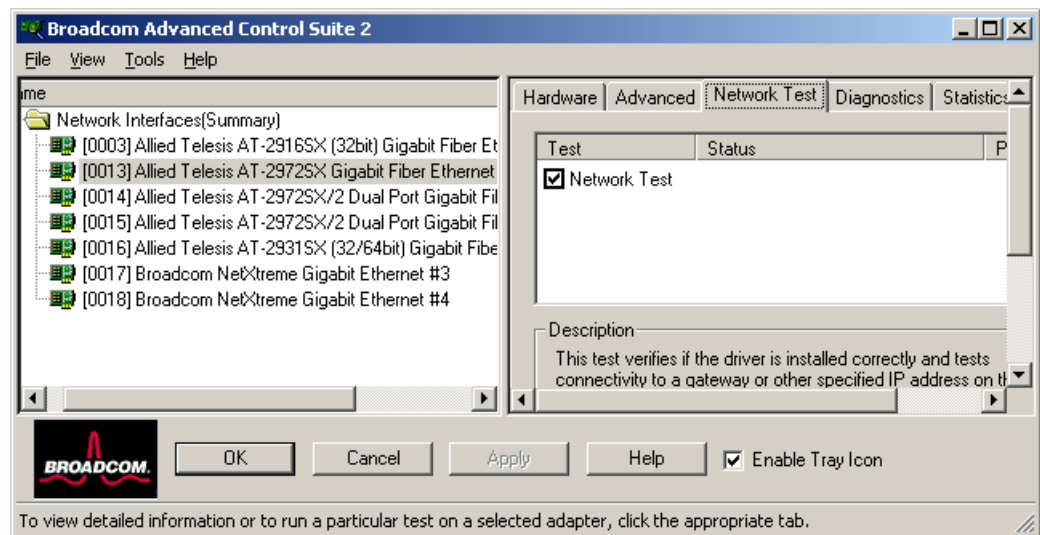 Broadcom Advanced Control Suite 2
File View Tools Help
me
Network Interfaces(Summary)
[0003] Allied Telesis AT-2916SX (32bit) Gigabit Fiber Et
[0013] Allied Telesis AT-2972SX Gigabit Fiber Ethernet
[0014] Allied Telesis AT-2972SX/2 Dual Port Gigabit Fil
[0015] Allied Telesis AT-2972SX/2 Dual Port Gigabit Fil
[0016] Allied Telesis AT-2931SX (32/64bit) Gigabit Fibe
[0017] Broadcom NetXtreme Gigabit Ethernet #3
[0018] Broadcom NetXtreme Gigabit Ethernet #4
Hardware Advanced Network Test Diagnostics Statistics
Test Status P
Network Test
Description
This test verifies if the driver is installed correctly and tests
connectivity to a gateway or other specified IP address on th
BROADCOM.
OK Cancel Apply Help Enable Tray Icon
To view detailed information or to run a particular test on a selected adapter, click the appropriate tab.